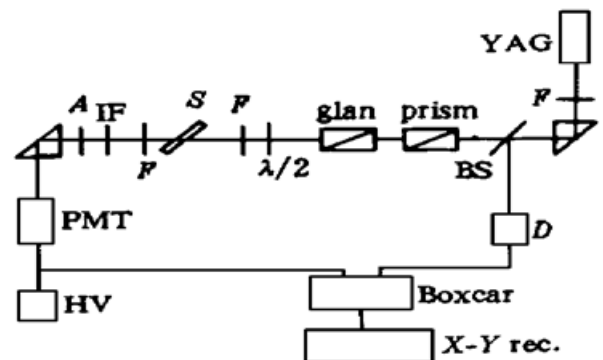 YAG
A IF S F glan prism F
F λ/2 BS
PMT D
HV Boxcar
X-Y rec.